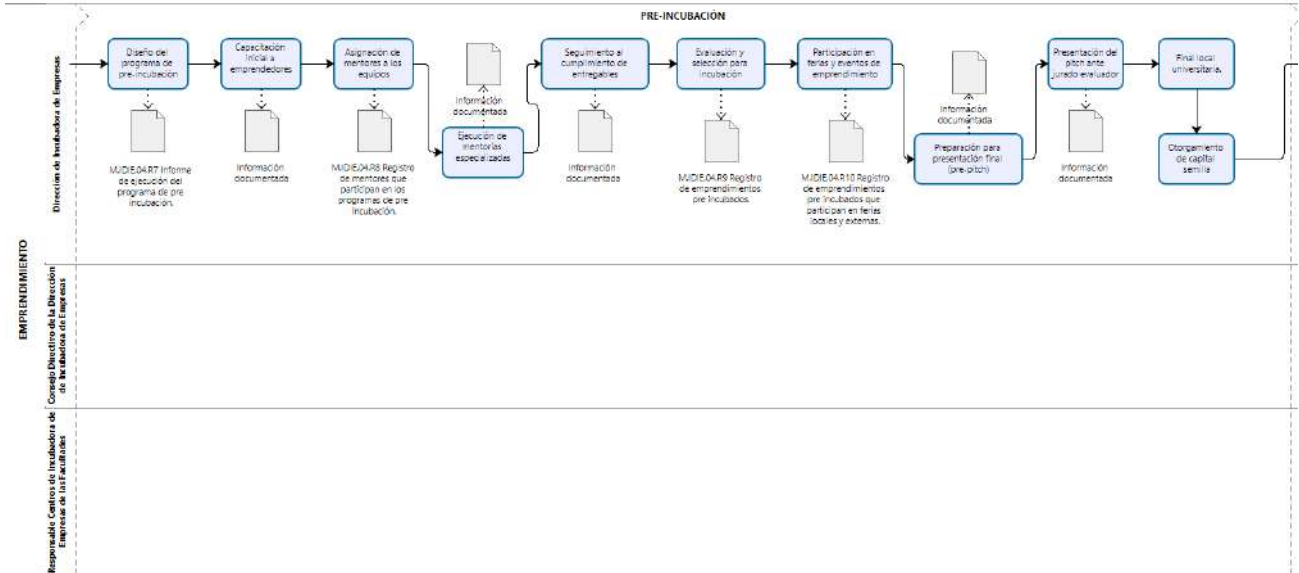 PRE-INCUBACIÓN
EMPRENDIMIENTO
Dirección de Incubadora de Empresas
Diseño del
programa de
pre-incubación
MJDIE.04.R7 Informe
de ejecución del
programa de pre
incubación.
Capacitación
inicial a
emprendedores
Información
documentada
Asignación de
mentores a los
equipos
MJDIE.04.R8 Registro
de mentores que
participan en los
programas de pre
incubación.
Información
documentada
Ejecución de
mentorías
especializadas
Seguimiento al
cumplimiento de
entregables
Información
documentada
Evaluación y
selección para
incubación
MJDIE.04.R9 Registro
de emprendimientos
pre incubados.
Participación en
ferias y eventos de
emprendimiento
MJDIE.04.R10 Registro
de emprendimientos
pre incubados que
participan en ferias
locales y externas.
Información
documentada
Preparación para
presentación final
(pre-pitch)
Presentación del
pitch ante
jurado evaluador
Información
documentada
Final local
universitaria.
Otorgamiento
de capital
semilla
Consejo Directivo de la Dirección
de Incubadora de Empresas
Responsable Centros de Incubadora de
Empresas de las Facultades